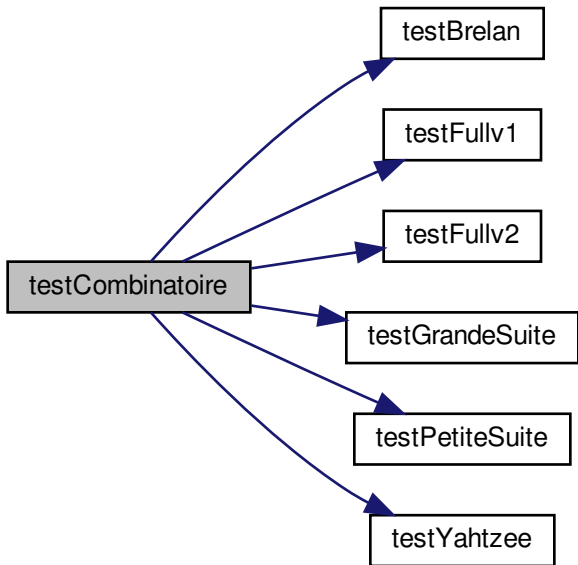 testBrelan
testFullv1
testFullv2
testCombinatoire
testGrandeSuite
testPetiteSuite
testYahtzee